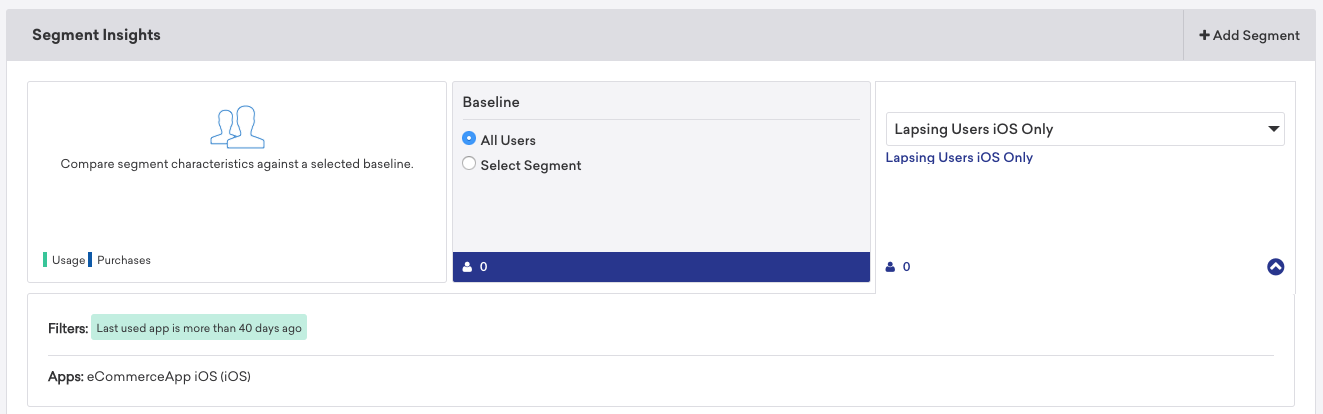 Segment Insights
+ Add Segment
Compare segment characteristics against a selected baseline.
Usage Purchases
Baseline
All Users
Select Segment
0
Lapsing Users iOS Only
Lapsing Users iOS Only
0
Filters: Last used app is more than 40 days ago
Apps: eCommerceApp iOS (iOS)